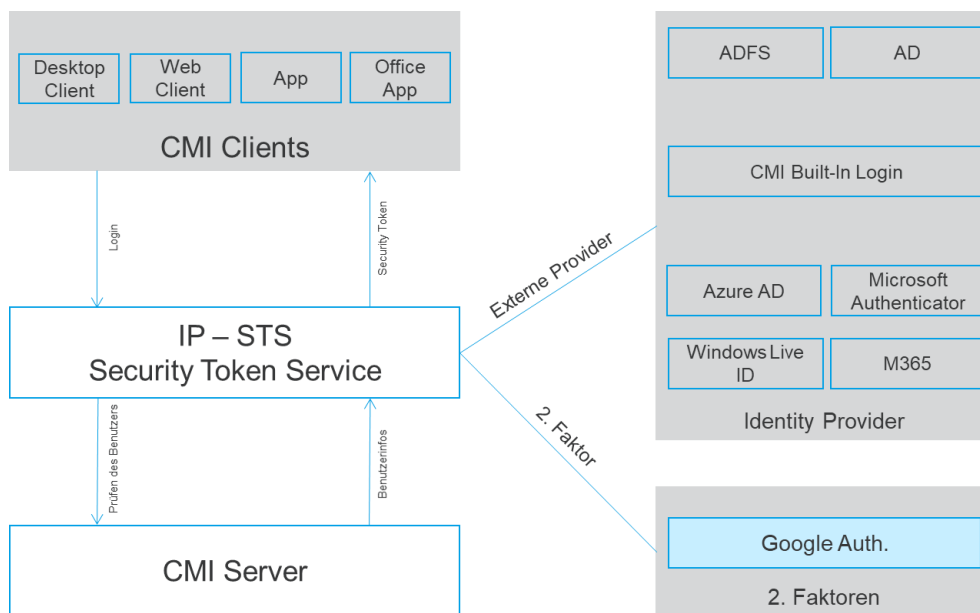 Desktop
Client
Web
Client
App
Office
App
CMI Clients
Login
Security Token
IP – STS
Security Token Service
Prüfen des Benutzers
Benutzerinfos
CMI Server
Externe Provider
2. Faktor
ADFS
AD
CMI Built-In Login
Azure AD
Microsoft
Authenticator
Windows Live
ID
M365
Identity Provider
Google Auth.
2. Faktoren